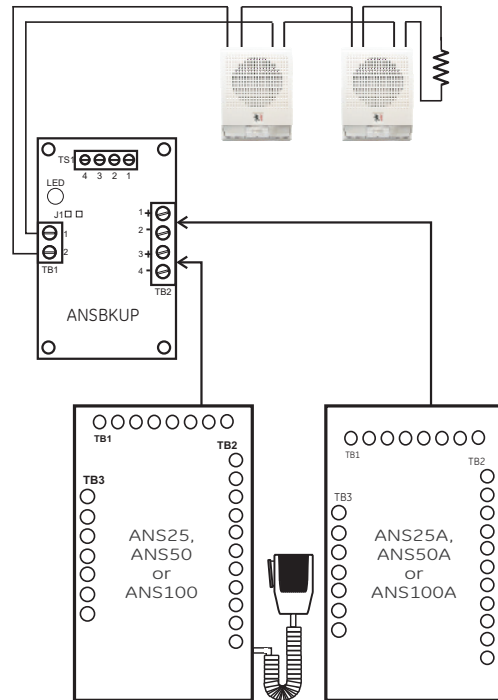 TS1
4 3 2 1
LED
J1
1
2
TB1
1 +
2 -
3 +
4 -
TB2
ANSBKUP
TB1
TB2
TB3
ANS25,
ANS50
or
ANS100
TB1
TB2
TB3
ANS25A,
ANS50A
or
ANS100A